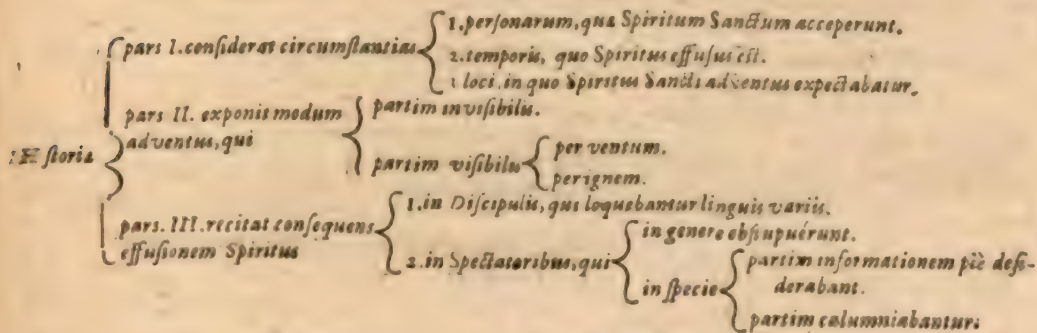 1. personarum, quæ Spiritum Sanctum acceperunt.
pars I. considerat circumstantias
2. temporis, quo Spiritus effusus est.
loci, in quo Spiritus Sancti adventus expectabatur.
pars II. exponit modum
adventus, qui
partim invisibilis.
partim visibilis
per ventum.
per ignem.
Historia
pars. III. recitat consequens
effusionem Spiritus
1. in Discipulis, qui loquebantur linguis variis.
2. in Spectatoribus, qui
in genere obstupuérunt.
in specie
partim informationem piè desi-
derabant.
partim calumniabantur.